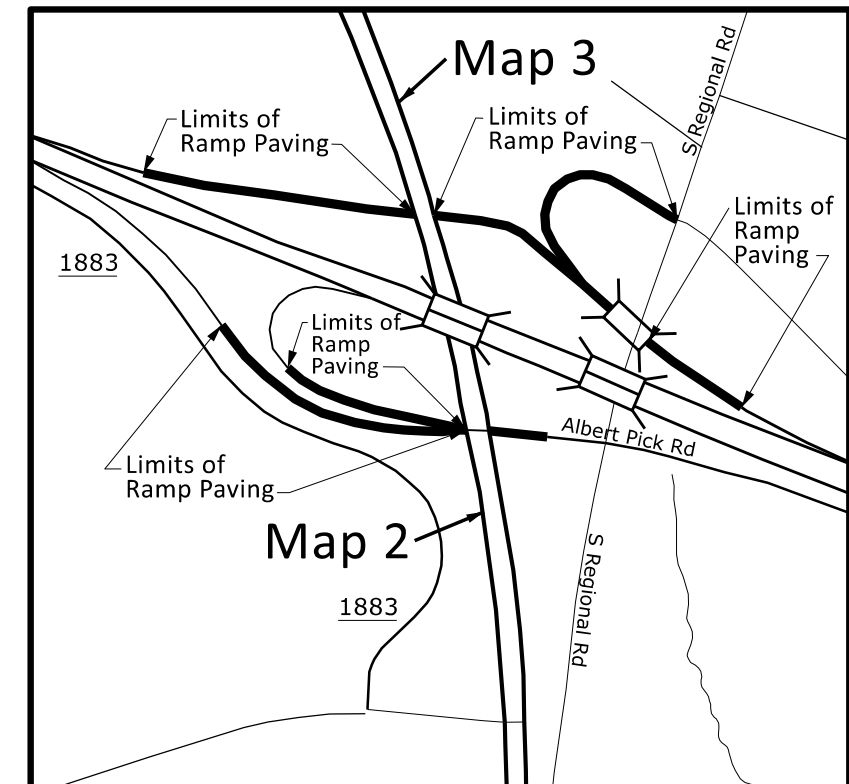 Map 3
S Regional Rd
Limits of
Ramp Paving
Limits of
Ramp Paving
Limits of
Ramp
Paving
1883
Limits of
Ramp
Paving
Albert Pick Rd
Limits of
Ramp Paving
Map 2
S Regional Rd
1883